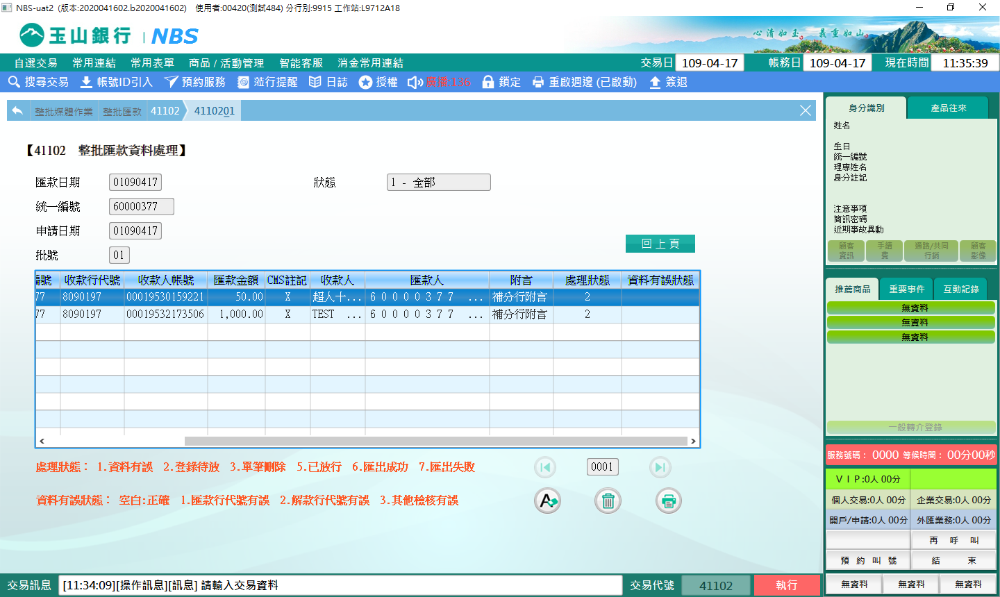 NBS-uat2 (版本:2020041602.b2020041602) 使用者:00420(測試484) 分行別:9915 工作站:L9712A18
玉山銀行 | NBS
心清如玉。義重如山。
自選交易 常用連結 常用表單 商品 / 活動管理 智能客服 消金常用連結 交易日 109-04-17 帳務日 109-04-17 現在時間 11:35:39
搜尋交易 帳號ID引入 預約服務 蒞行提醒 日誌 授權 廣播:136 鎖定 重啟週邊 (已啟動) 簽退
整批媒體作業 整批匯款 41102 4110201
【41102 整批匯款資料處理】
匯款日期 01090417 狀態 1 - 全部
統一編號 60000377
申請日期 01090417
批號 01
回上頁
編號 收款行代號 收款人帳號 匯款金額 CMS註記 收款人 匯款人 附言 處理狀態 資料有誤狀態
77 8090197 00019530159221 50.00 X 超人十... 6 0 0 0 0 3 7 7 ... 補分行附言 2
77 8090197 00019532173506 1,000.00 X TEST ... 6 0 0 0 0 3 7 7 ... 補分行附言 2
處理狀態： 1.資料有誤 2.登錄待放 3.單筆刪除 5.已放行 6.匯出成功 7.匯出失敗
0001
資料有誤狀態： 空白:正確 1.匯款行代號有誤 2.解款行代號有誤 3.其他檢核有誤
交易訊息 [11:34:09][操作訊息][訊息] 請輸入交易資料 交易代號 41102 執行
身分識別 產品往來
姓名
生日
統一編號
理專姓名
身分註記
注意事項
簡訊密碼
近期事故異動
顧客資訊 手續費 通路/共同行銷 顧客影像
推薦商品 重要事件 互動記錄
無資料
無資料
無資料
一般轉介登錄
服務號碼： 0000 等候時間： 00分00秒
ＶＩＰ:0人 00分
個人交易:0人 00分 企業交易:0人 00分
開戶/申請:0人 00分 外匯業務:0人 00分
再 呼 叫
預 約 叫 號 結 束
無資料 無資料 無資料